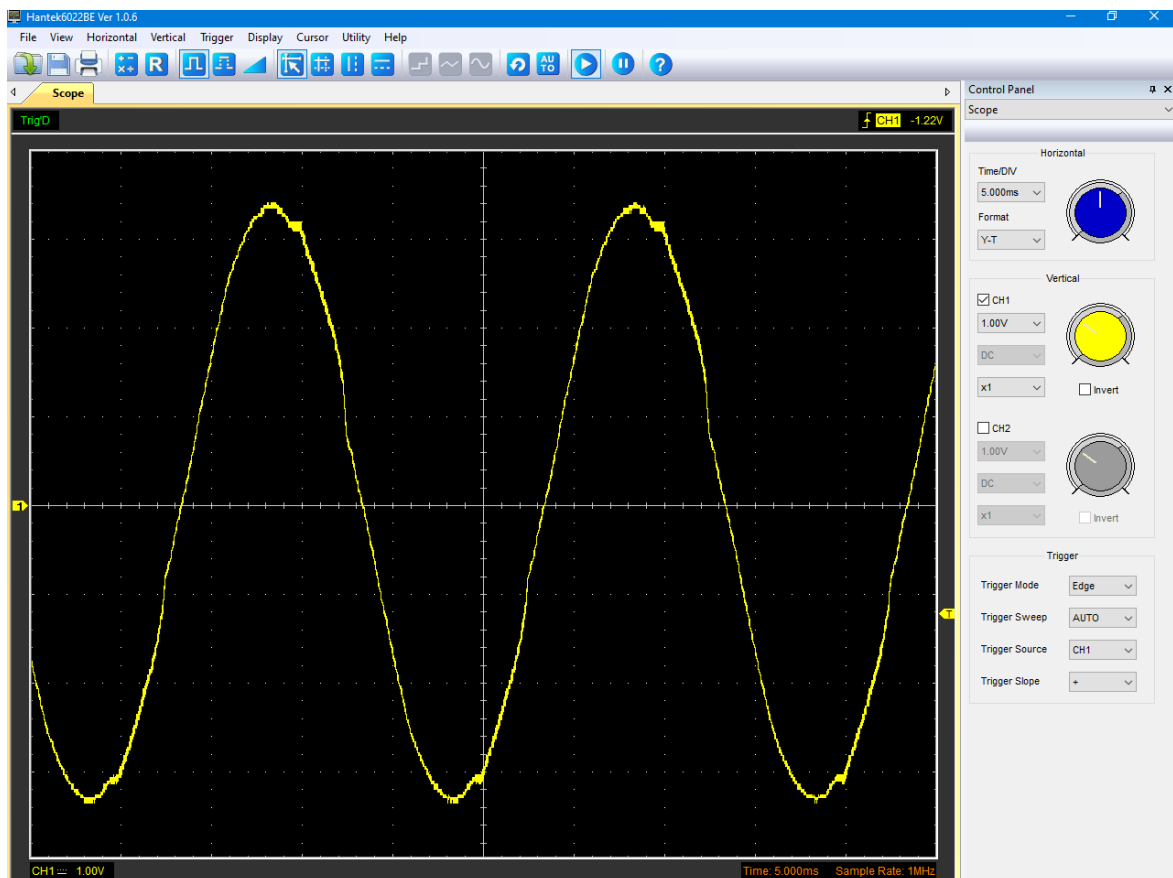 Hantek6022BE Ver 1.0.6
File View Horizontal Vertical Trigger Display Cursor Utility Help
R AU TO ?
Scope
Trig'D
CH1 -1.22V
1
T
CH1 1.00V
Time: 5.000ms Sample Rate: 1MHz
Control Panel
Scope
Horizontal
Time/DIV
5.000ms
Format
Y-T
Vertical
CH1
1.00V
DC
x1
Invert
CH2
1.00V
DC
x1
Invert
Trigger
Trigger Mode Edge
Trigger Sweep AUTO
Trigger Source CH1
Trigger Slope +